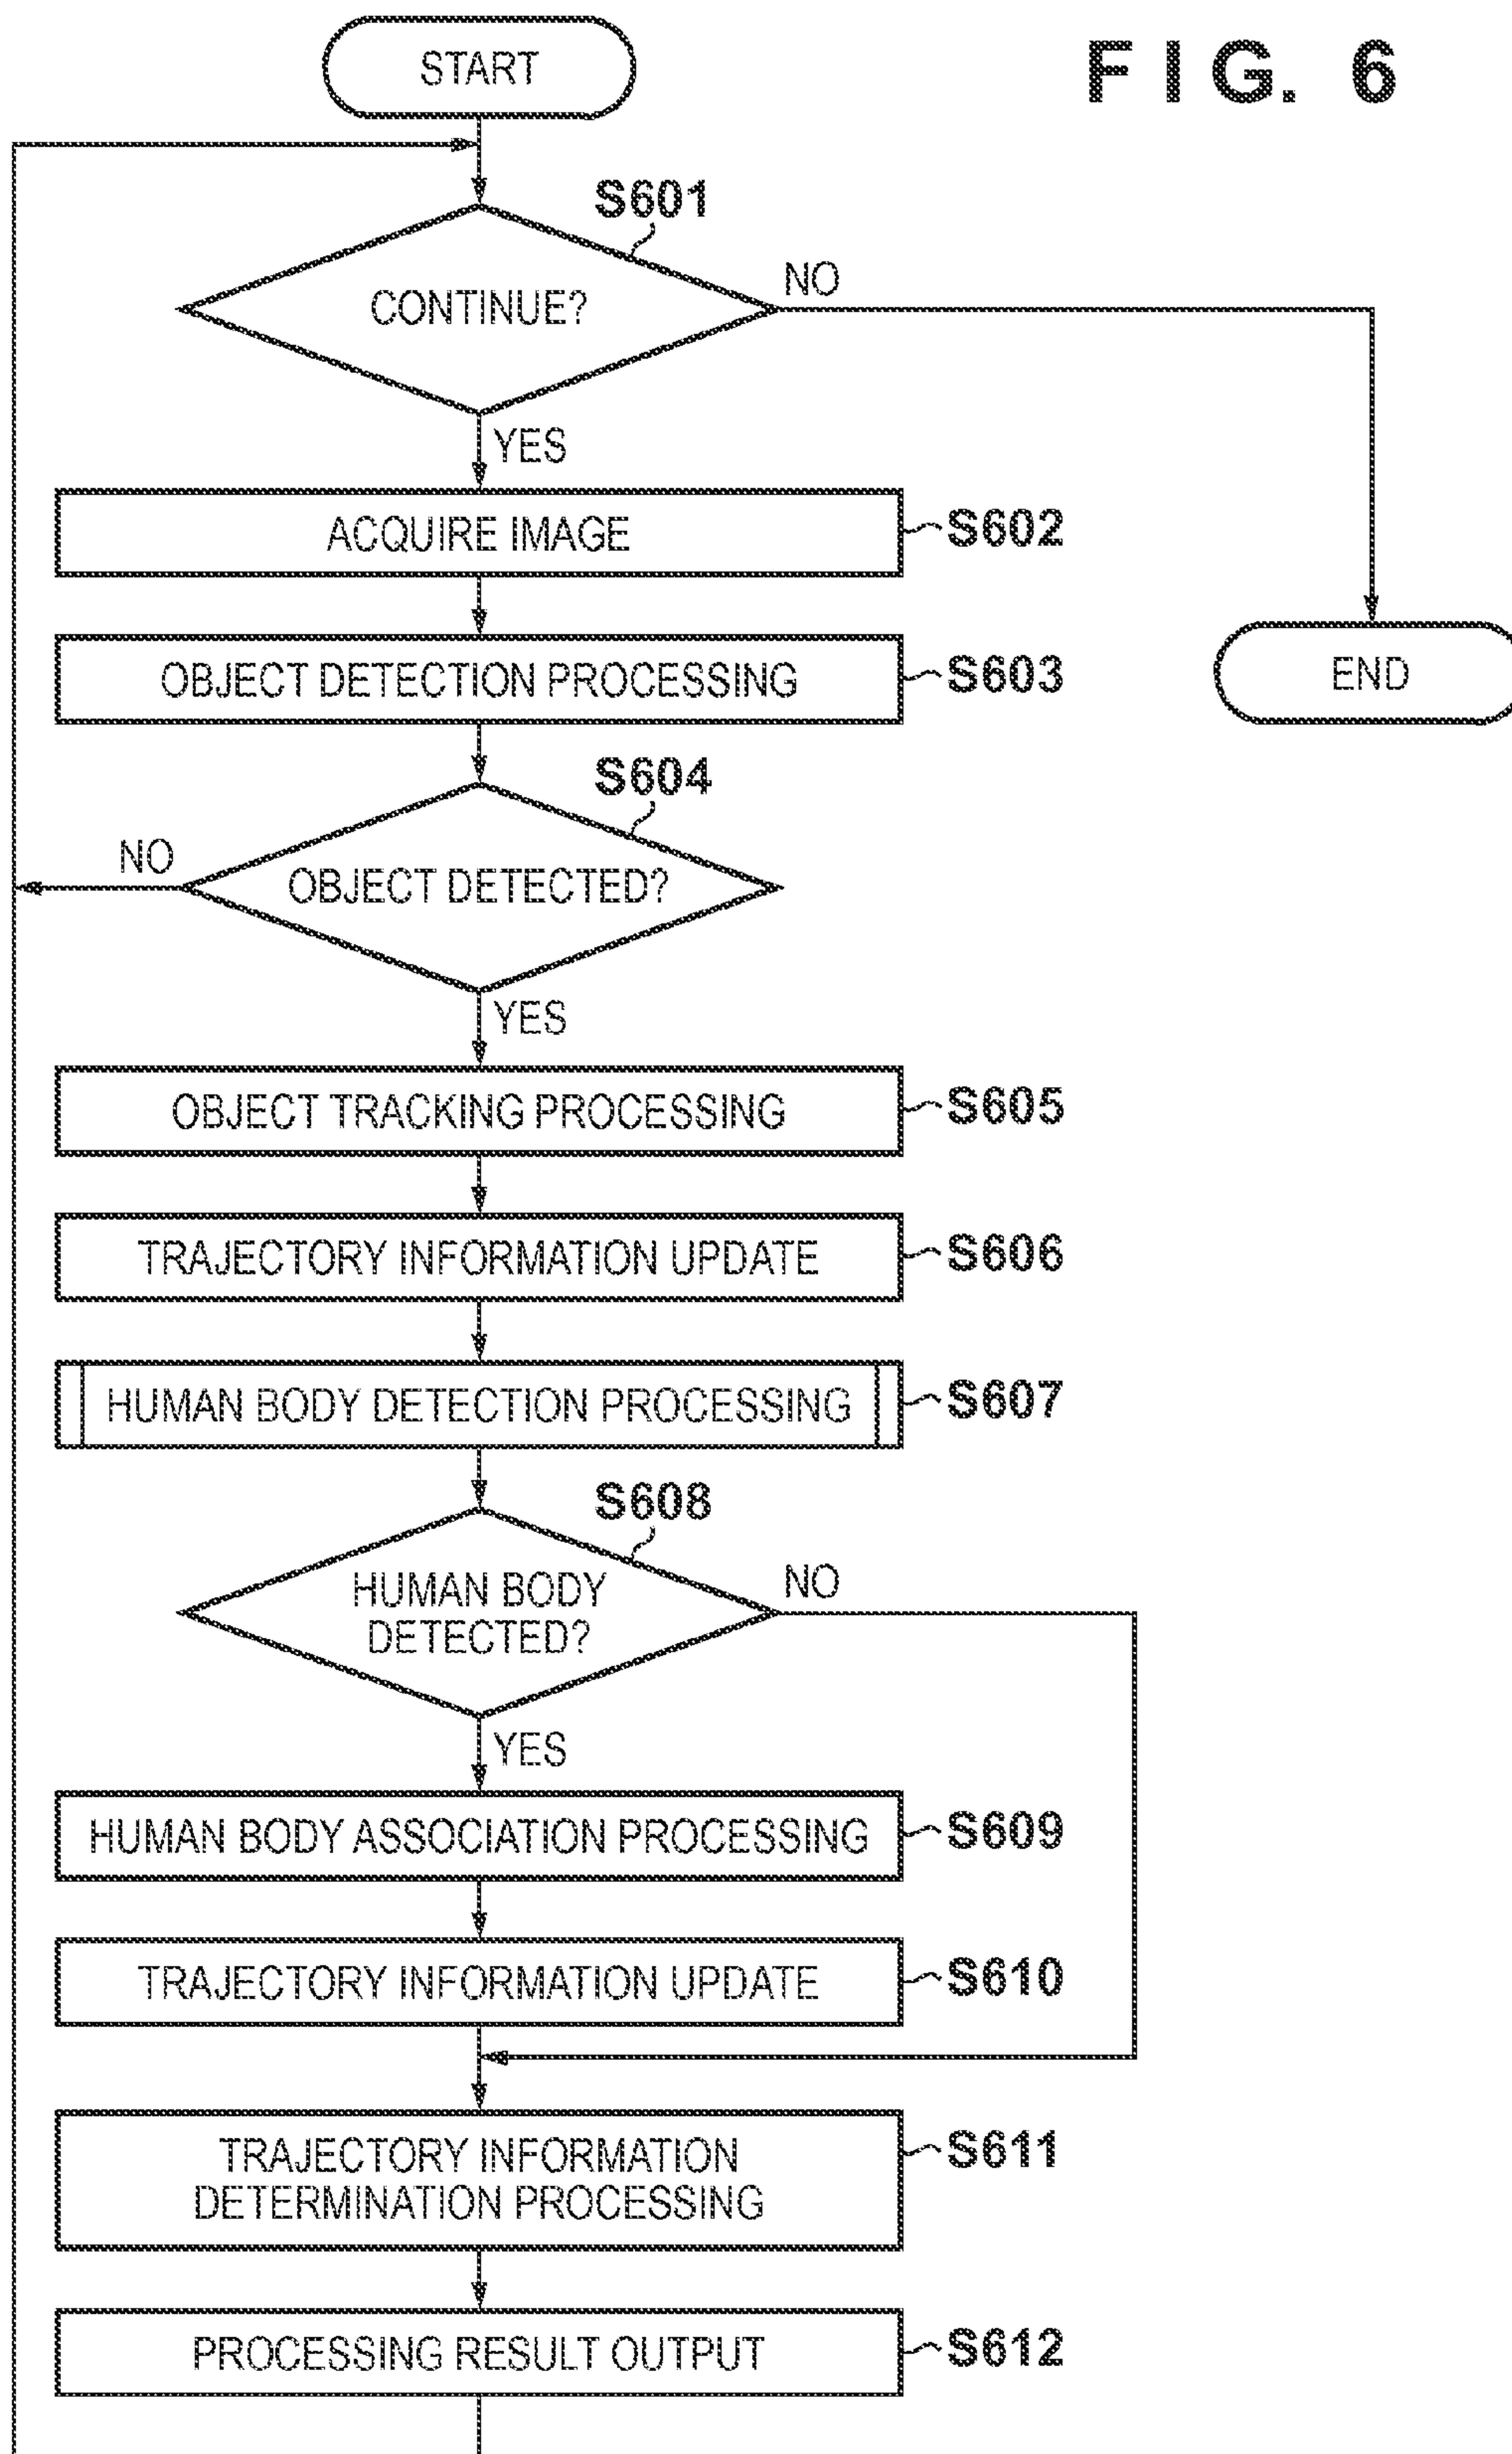 FIG. 6
START
S601
CONTINUE?
NO
YES
ACQUIRE IMAGE
S602
OBJECT DETECTION PROCESSING
S603
END
S604
NO
OBJECT DETECTED?
YES
OBJECT TRACKING PROCESSING
S605
TRAJECTORY INFORMATION UPDATE
S606
HUMAN BODY DETECTION PROCESSING
S607
S608
HUMAN BODY
DETECTED?
NO
YES
HUMAN BODY ASSOCIATION PROCESSING
S609
TRAJECTORY INFORMATION UPDATE
S610
TRAJECTORY INFORMATION
DETERMINATION PROCESSING
S611
PROCESSING RESULT OUTPUT
S612